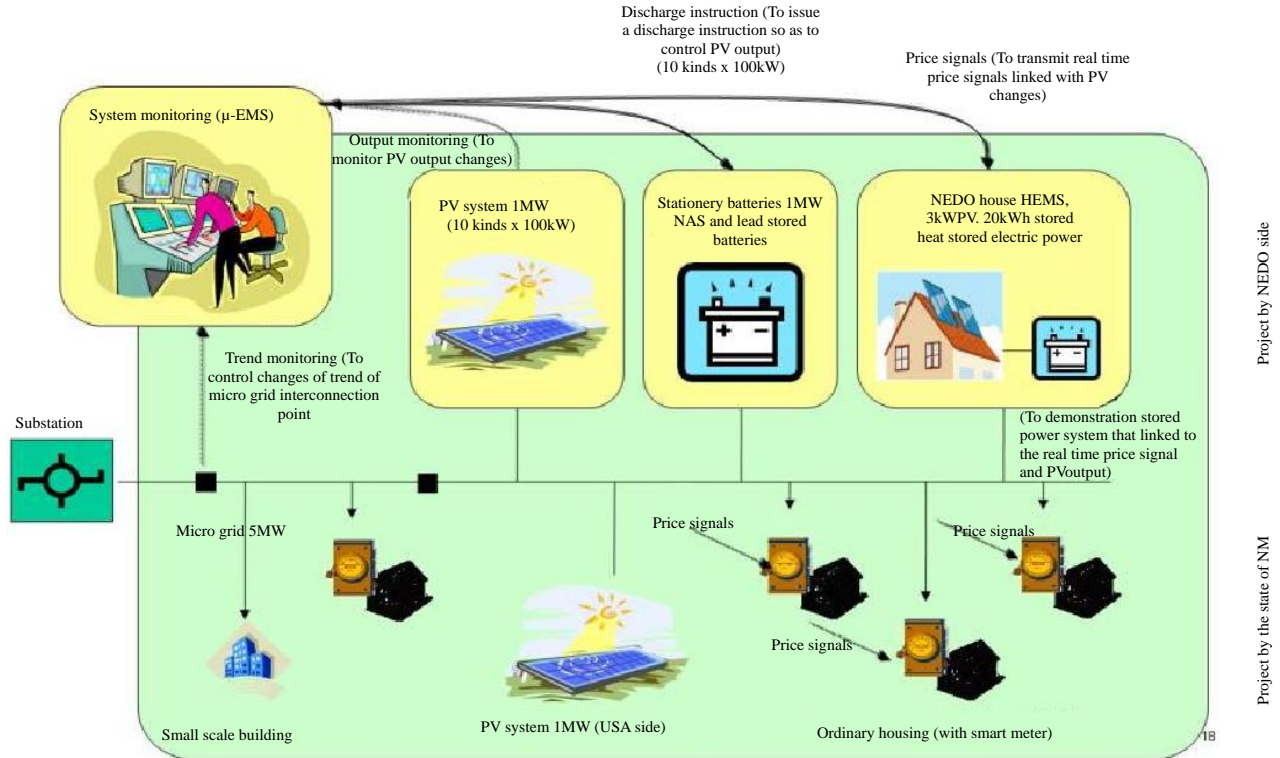 Discharge instruction (To issue
a discharge instruction so as to
control PV output)
(10 kinds x 100kW)
Price signals (To transmit real time
price signals linked with PV
changes)
System monitoring (μ-EMS)
Output monitoring (To
monitor PV output changes)
PV system 1MW
(10 kinds x 100kW)
Stationery batteries 1MW
NAS and lead stored
batteries
NEDO house HEMS,
3kWPV. 20kWh stored
heat stored electric power
Project by NEDO side
Trend monitoring (To
control changes of trend of
micro grid interconnection
point
Substation
(To demonstration stored
power system that linked to
the real time price signal
and PVoutput)
Micro grid 5MW
Price signals
Price signals
Price signals
Project by the state of NM
Small scale building
PV system 1MW (USA side)
Ordinary housing (with smart meter)
18